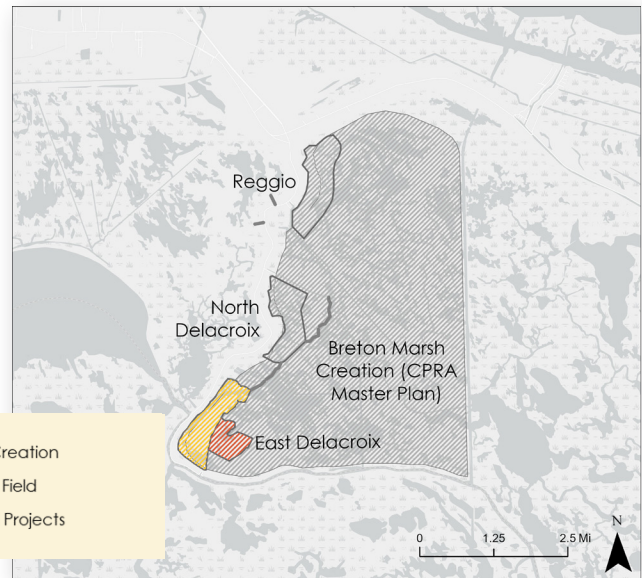 Reggio
North
Delacroix
Breton Marsh
Creation (CPRA
Master Plan)
East Delacroix
Creation
Field
Projects
0 1.25 2.5 Mi
N